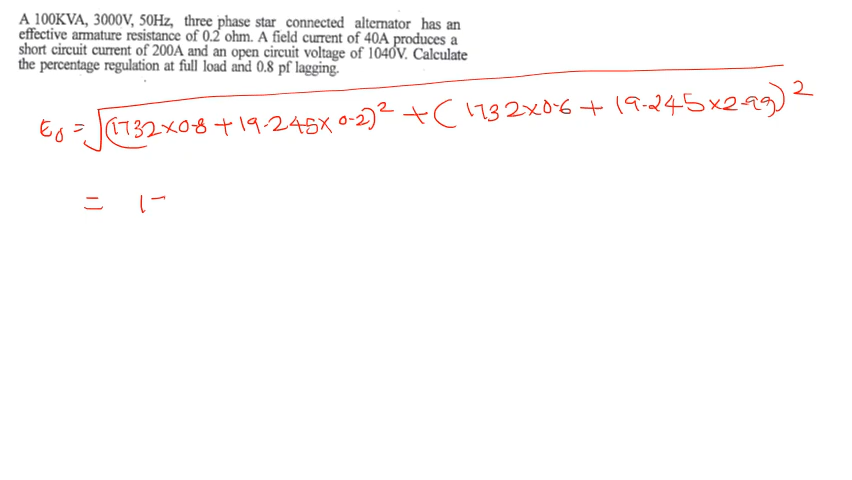 A 100KVA, 3000V, 50Hz, three phase star connected alternator has an
effective armature resistance of 0.2 ohm. A field current of 40A produces a
short circuit current of 200A and an open circuit voltage of 1040V. Calculate
the percentage regulation at full load and 0.8 pf lagging.
E₀ = √(1732×0.8 + 19.245×0.2)² + (1732×0.6 + 19.245×2.99)²
= 17